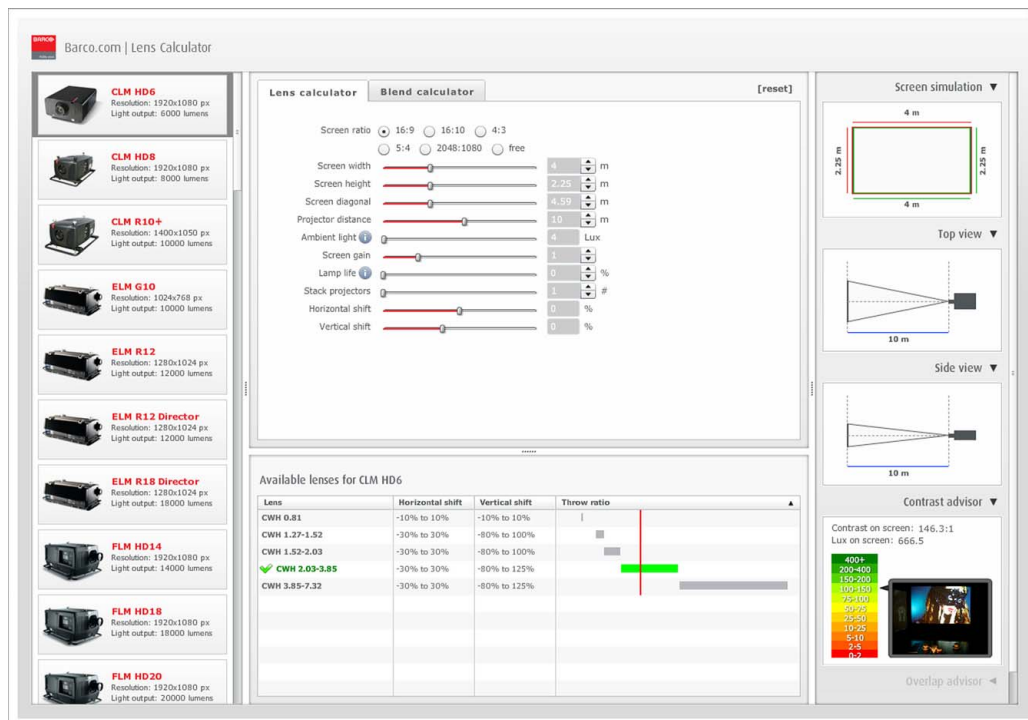 BARCO
Barco.com | Lens Calculator
CLM HD6
Resolution: 1920x1080 px
Light output: 6000 lumens
CLM HD8
Resolution: 1920x1080 px
Light output: 8000 lumens
CLM R10+
Resolution: 1400x1050 px
Light output: 10000 lumens
ELM G10
Resolution: 1024x768 px
Light output: 10000 lumens
ELM R12
Resolution: 1280x1024 px
Light output: 12000 lumens
ELM R12 Director
Resolution: 1280x1024 px
Light output: 12000 lumens
ELM R18 Director
Resolution: 1280x1024 px
Light output: 18000 lumens
FLM HD14
Resolution: 1920x1080 px
Light output: 14000 lumens
FLM HD18
Resolution: 1920x1080 px
Light output: 18000 lumens
FLM HD20
Resolution: 1920x1080 px
Light output: 20000 lumens
Lens calculator Blend calculator [reset]
Screen ratio 16:9 16:10 4:3
5:4 2048:1080 free
Screen width 4 m
Screen height 2.25 m
Screen diagonal 4.59 m
Projector distance 10 m
Ambient light i 4 Lux
Screen gain 1
Lamp life i 0 %
Stack projectors 1 #
Horizontal shift 0 %
Vertical shift 0 %
Available lenses for CLM HD6
Lens Horizontal shift Vertical shift Throw ratio
CWH 0.81 -10% to 10% -10% to 10%
CWH 1.27-1.52 -30% to 30% -80% to 100%
CWH 1.52-2.03 -30% to 30% -80% to 100%
CWH 2.03-3.85 -30% to 30% -80% to 125%
CWH 3.85-7.32 -30% to 30% -80% to 125%
Screen simulation
4 m
2.25 m
2.25 m
4 m
Top view
10 m
Side view
10 m
Contrast advisor
Contrast on screen: 146.3:1
Lux on screen: 666.5
400+
200-400
150-200
100-150
75-100
50-75
25-50
10-25
5-10
2-5
0-2
Overlap advisor